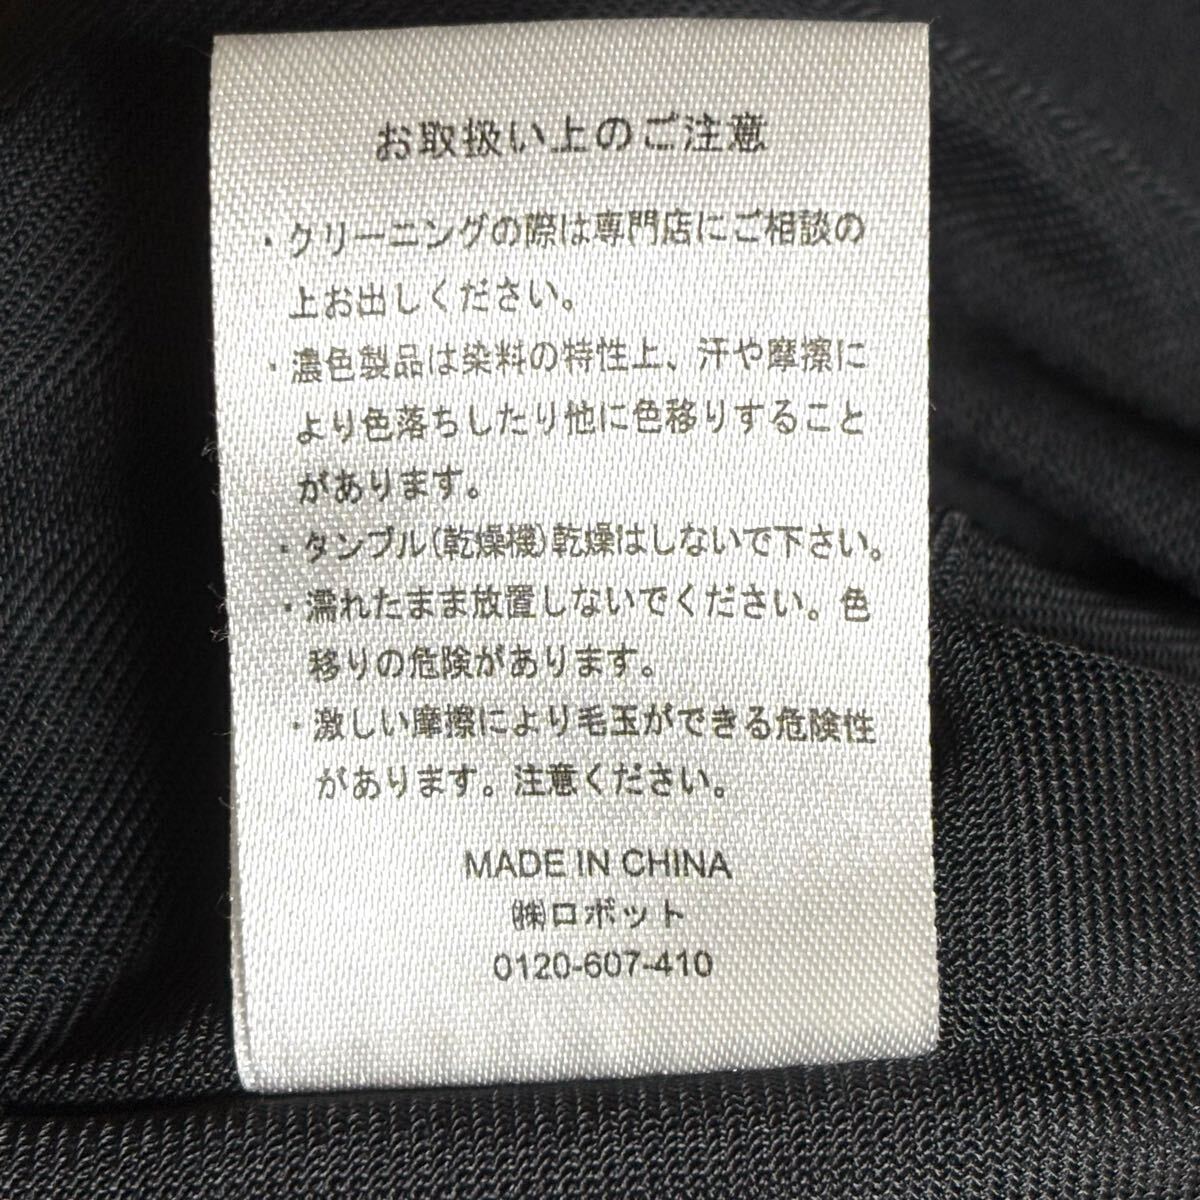 お取扱い上のご注意
・クリーニングの際は専門店にご相談の
上お出しください。
・濃色製品は染料の特性上、汗や摩擦に
より色落ちしたり他に色移りすること
があります。
・タンブル(乾燥機)乾燥はしないで下さい。
・濡れたまま放置しないでください。色
移りの危険があります。
・激しい摩擦により毛玉ができる危険性
があります。注意ください。
MADE IN CHINA
㈱ロボット
0120-607-410